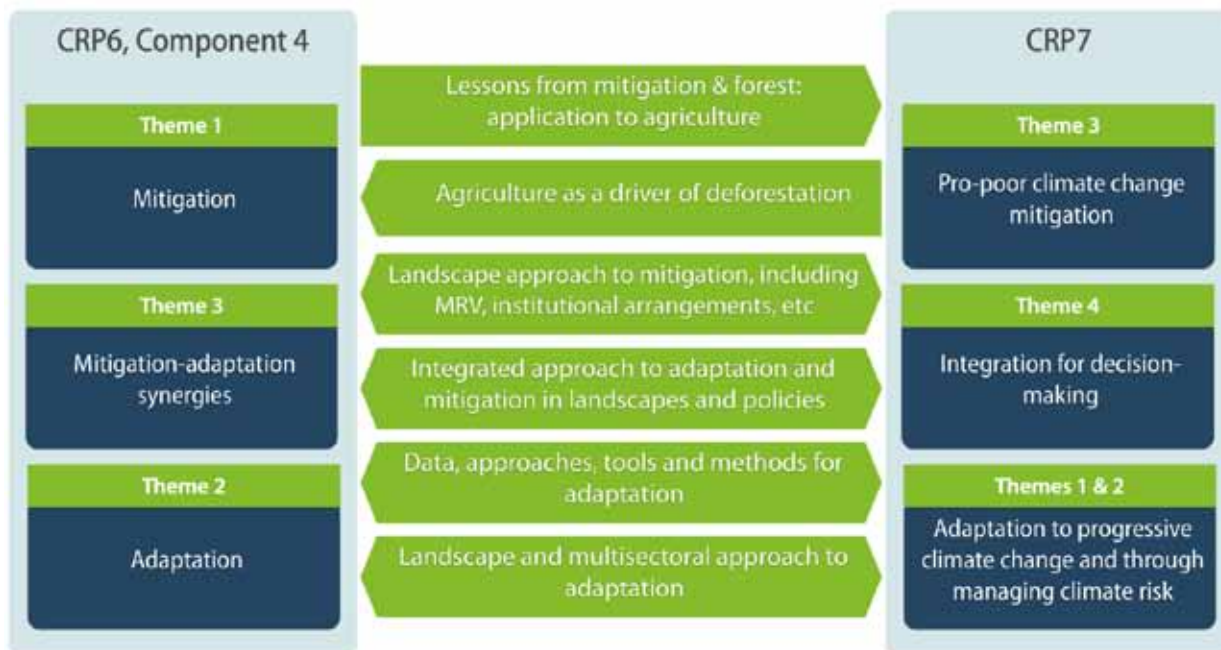 CRP6, Component 4
Theme 1
Mitigation
Theme 3
Mitigation-adaptation
synergies
Theme 2
Adaptation
Lessons from mitigation & forest:
application to agriculture
Agriculture as a driver of deforestation
Landscape approach to mitigation, including
MRV, institutional arrangements, etc
Integrated approach to adaptation and
mitigation in landscapes and policies
Data, approaches, tools and methods for
adaptation
Landscape and multisectoral approach to
adaptation
CRP7
Theme 3
Pro-poor climate change
mitigation
Theme 4
Integration for decision-
making
Themes 1 & 2
Adaptation to progressive
climate change and through
managing climate risk